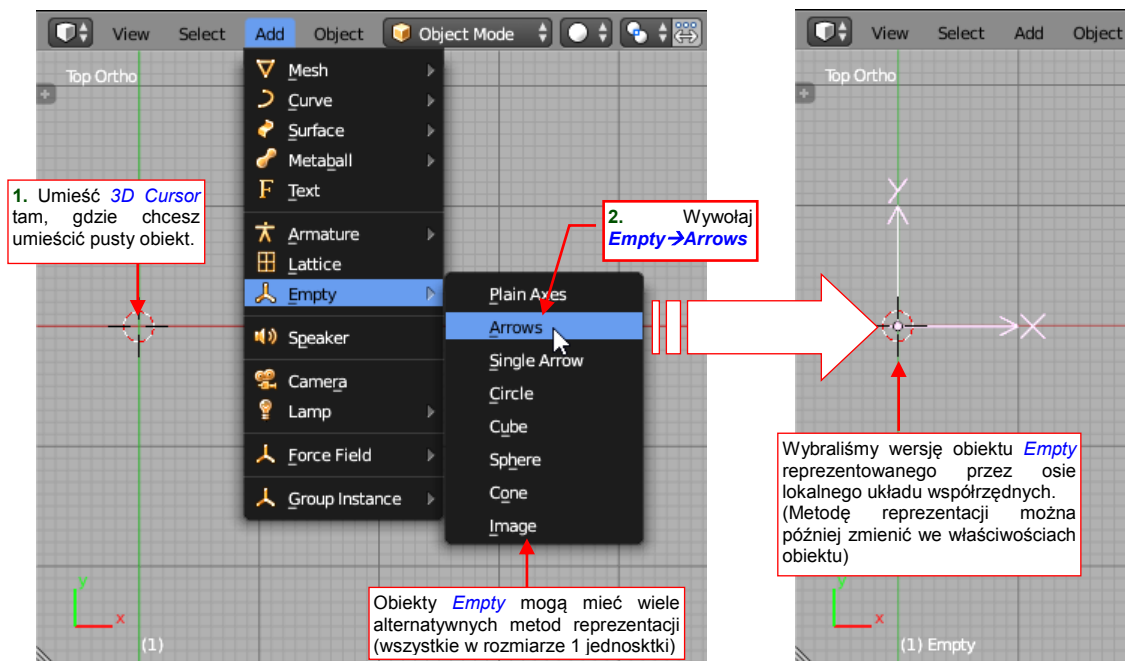 View Select Add Object Object Mode
Top Ortho
Mesh
Curve
Surface
Metaball
Text
Armature
Lattice
Empty
Speaker
Camera
Lamp
Force Field
Group Instance
Plain Axes
Arrows
Single Arrow
Circle
Cube
Sphere
Cone
Image
1. Umieść 3D Cursor
tam, gdzie chcesz
umieścić pusty obiekt.
2. Wywołaj
Empty→Arrows
Obiekty Empty mogą mieć wiele
alternatywnych metod reprezentacji
(wszystkie w rozmiarze 1 jednosktki)
y
x
(1)
View Select Add Object
Top Ortho
Y
X
Wybraliśmy wersję obiektu Empty
reprezentowanego przez osie
lokalnego układu współrzędnych.
(Metodę reprezentacji można
później zmienić we właściwościach
obiektu)
y
x
(1) Empty